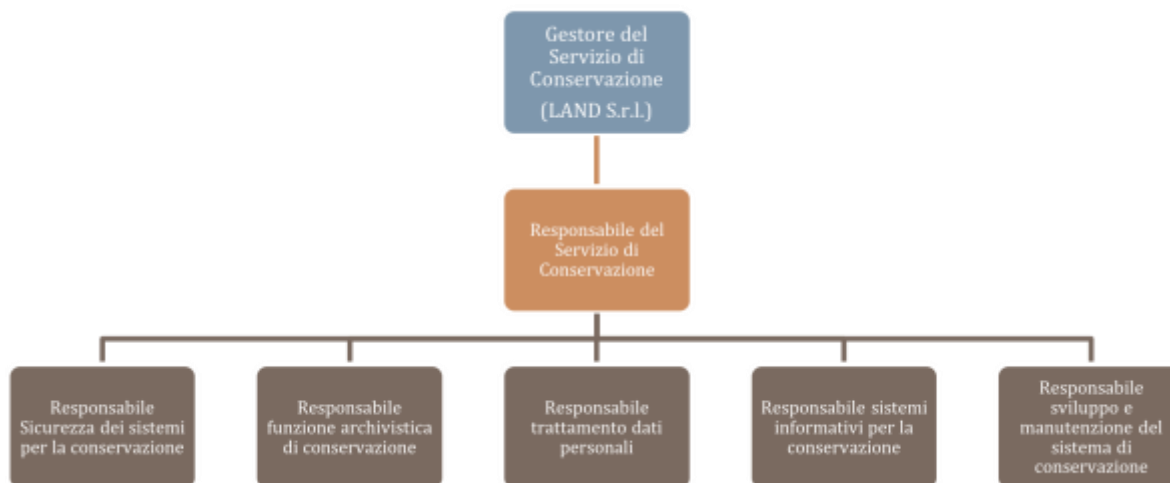 Gestore del
Servizio di
Conservazione
(LAND S.r.l.)
Responsabile del
Servizio di
Conservazione
Responsabile
Sicurezza dei sistemi
per la conservazione
Responsabile
funzione archivistica
di conservazione
Responsabile
trattamento dati
personali
Responsabile sistemi
informativi per la
conservazione
Responsabile
sviluppo e
manutenzione del
sistema di
conservazione